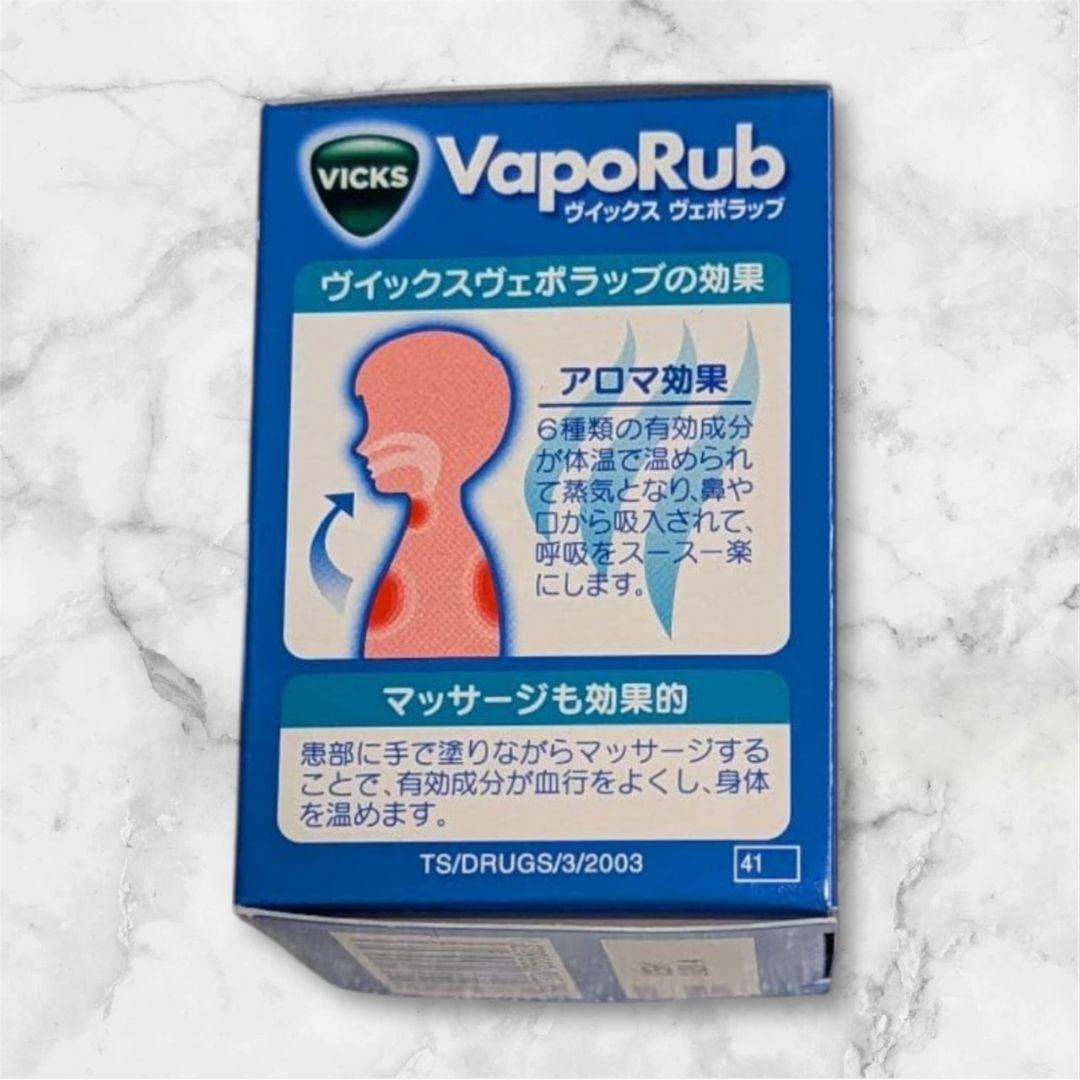 VICKS
VapoRub
ヴイックス ヴェポラップ
ヴイックスヴェポラップの効果
アロマ効果
6種類の有効成分
が体温で温められ
て蒸気となり、鼻や
口から吸入されて、
呼吸をスースー楽
にします。
マッサージも効果的
患部に手で塗りながらマッサージする
ことで、有効成分が血行をよくし、身体
を温めます。
TS/DRUGS/3/2003
41